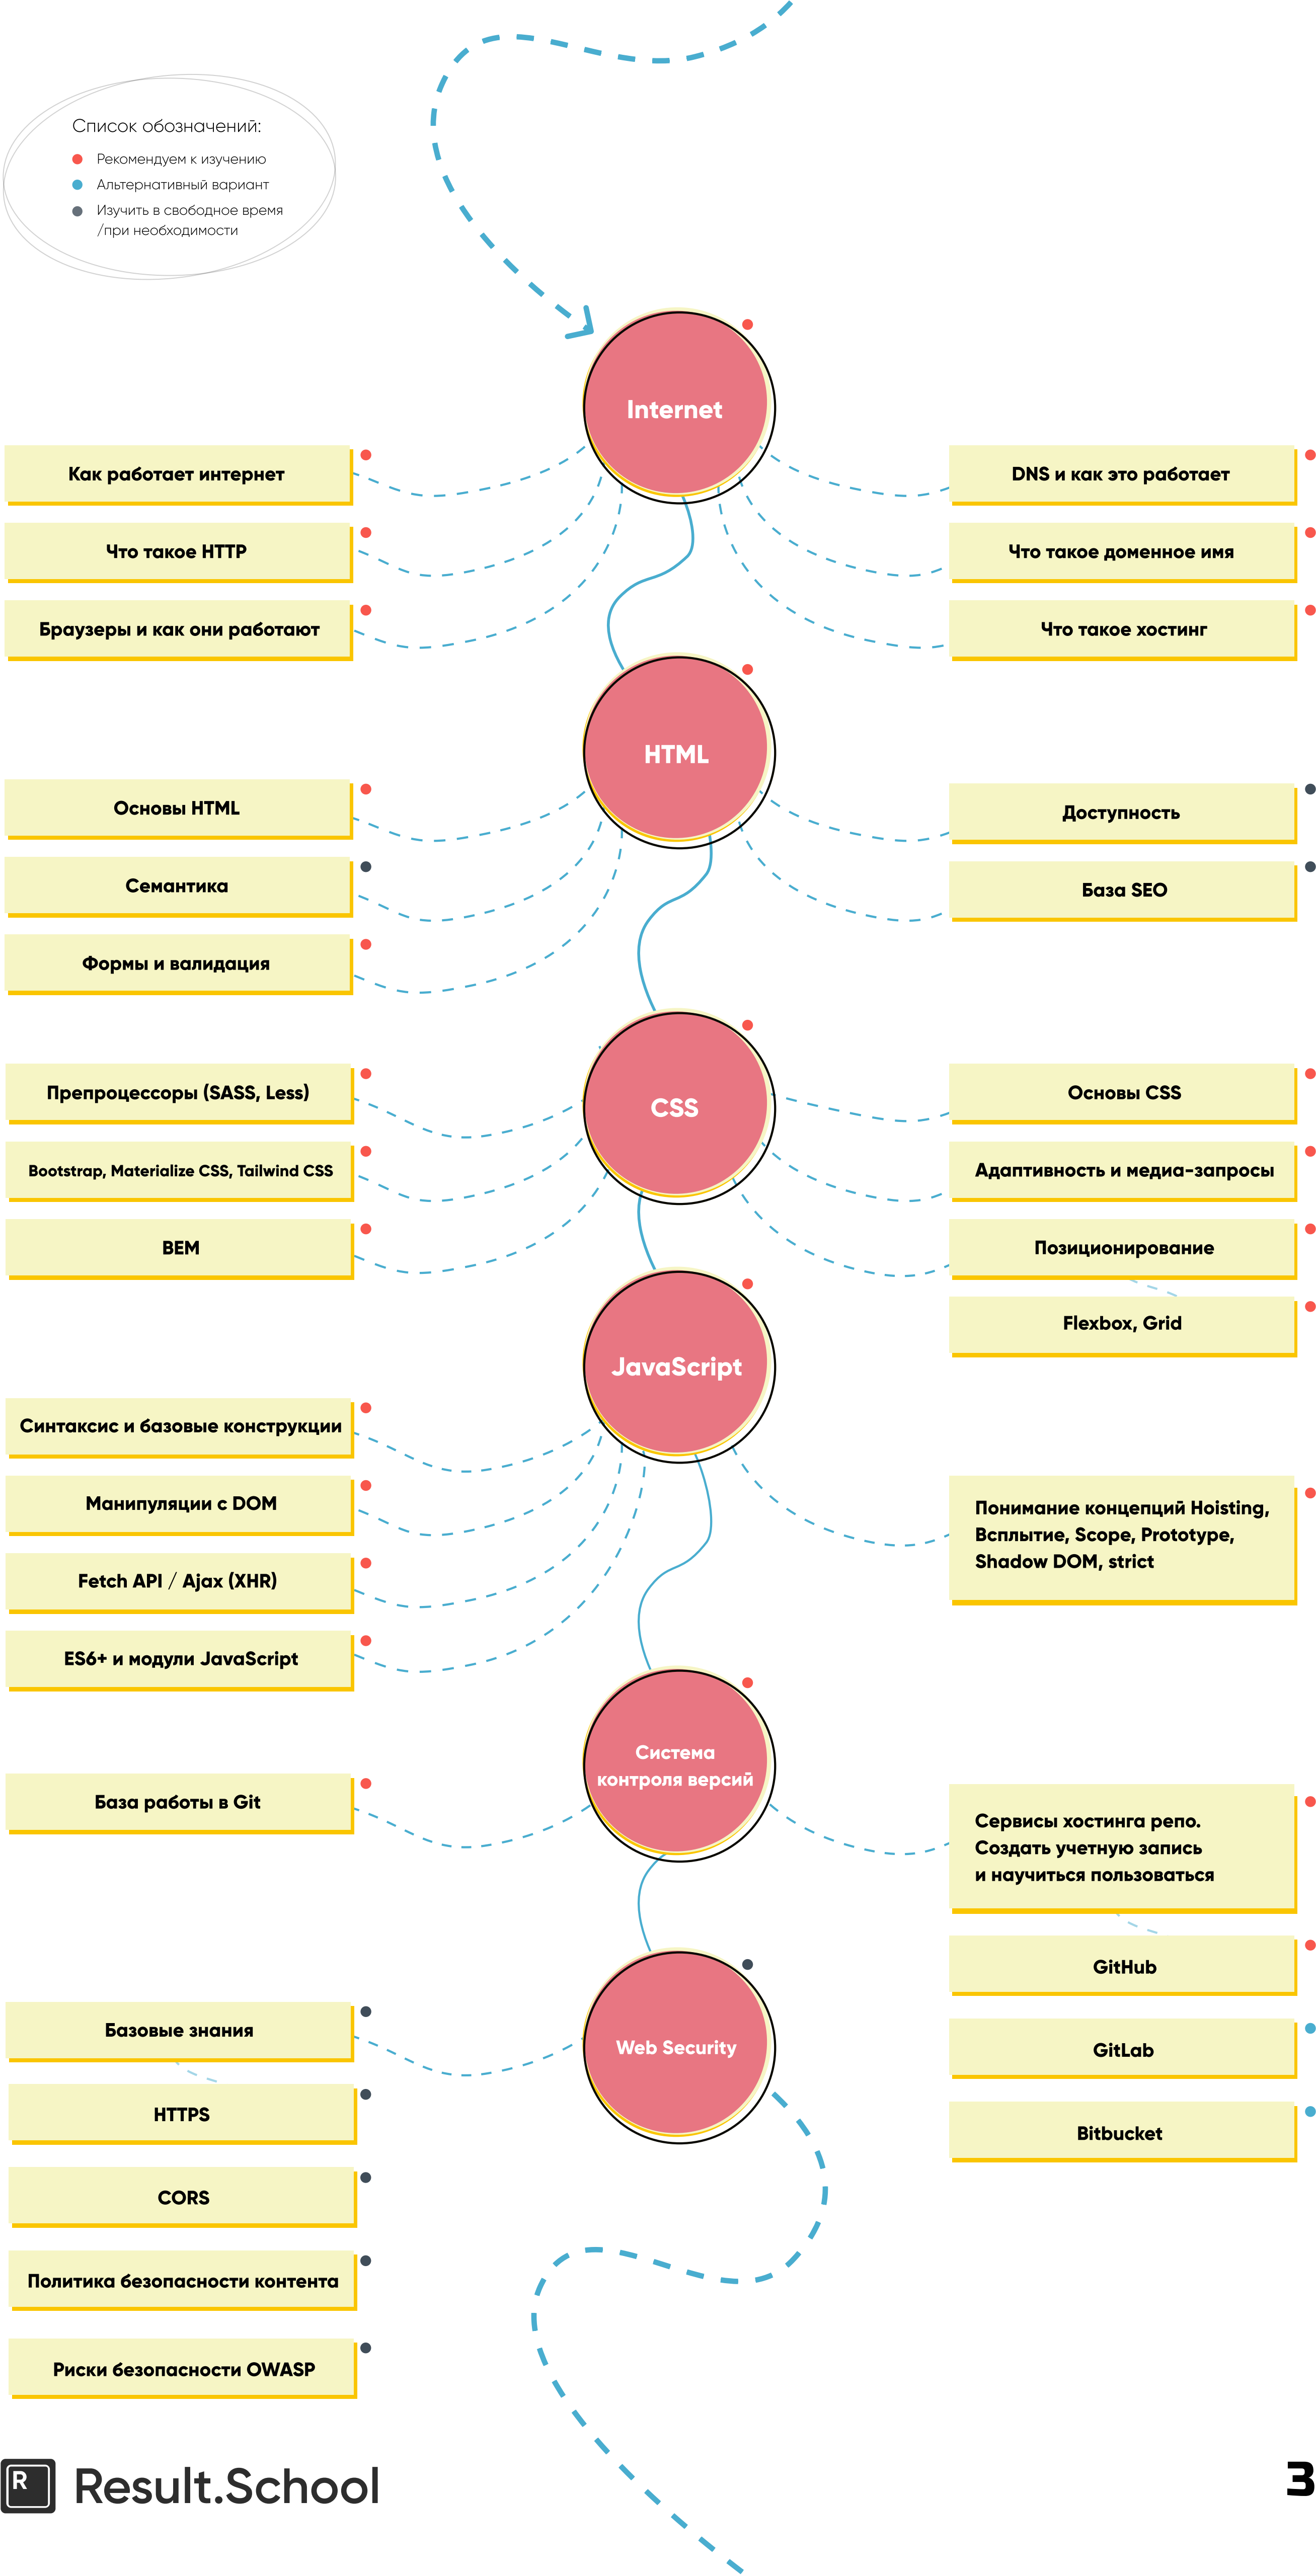 Список обозначений:
Рекомендуем к изучению
Альтернативный вариант
Изучить в свободное время
/при необходимости
Internet
Как работает интернет
Что такое HTTP
Браузеры и как они работают
DNS и как это работает
Что такое доменное имя
Что такое хостинг
HTML
Основы HTML
Семантика
Формы и валидация
Доступность
База SEO
CSS
Препроцессоры (SASS, Less)
Bootstrap, Materialize CSS, Tailwind CSS
BEM
Основы CSS
Адаптивность и медиа-запросы
Позиционирование
Flexbox, Grid
JavaScript
Синтаксис и базовые конструкции
Манипуляции с DOM
Fetch API / Ajax (XHR)
ES6+ и модули JavaScript
Понимание концепций Hoisting,
Всплытие, Scope, Prototype,
Shadow DOM, strict
Система
контроля версий
База работы в Git
Сервисы хостинга репо.
Создать учетную запись
и научиться пользоваться
GitHub
GitLab
Bitbucket
Web Security
Базовые знания
HTTPS
CORS
Политика безопасности контента
Риски безопасности OWASP
R
Result.School
3